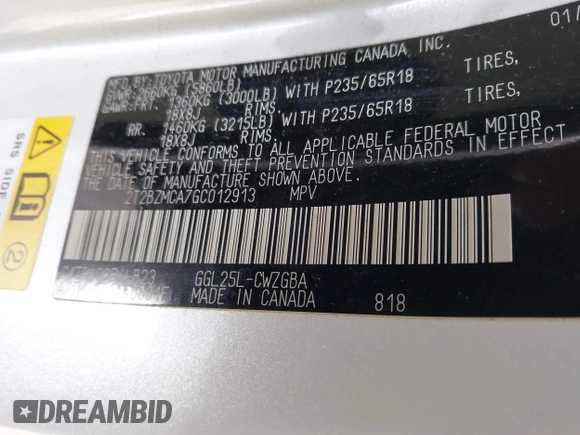 MFD.BY:TOYOTA MOTOR MANUFACTURING CANADA, INC. 01/
GVWR:2660KG (5860LB)
GAWR:FRT. 1360KG (3000LB) WITH P235/65R18 TIRES,
18X8J RIMS.
RR. 1460KG (3215LB) WITH P235/65R18 TIRES,
18X8J RIMS.
THIS VEHICLE CONFORMS TO ALL APPLICABLE FEDERAL MOTOR
VEHICLE SAFETY AND THEFT PREVENTION STANDARDS IN EFFECT
THE DATE OF MANUFACTURE SHOWN ABOVE.
2T2BZMCA7GC012913 MPV
GGL25L-CWZGBA
MADE IN CANADA 818
SRS SIDE
2
DREAMBID